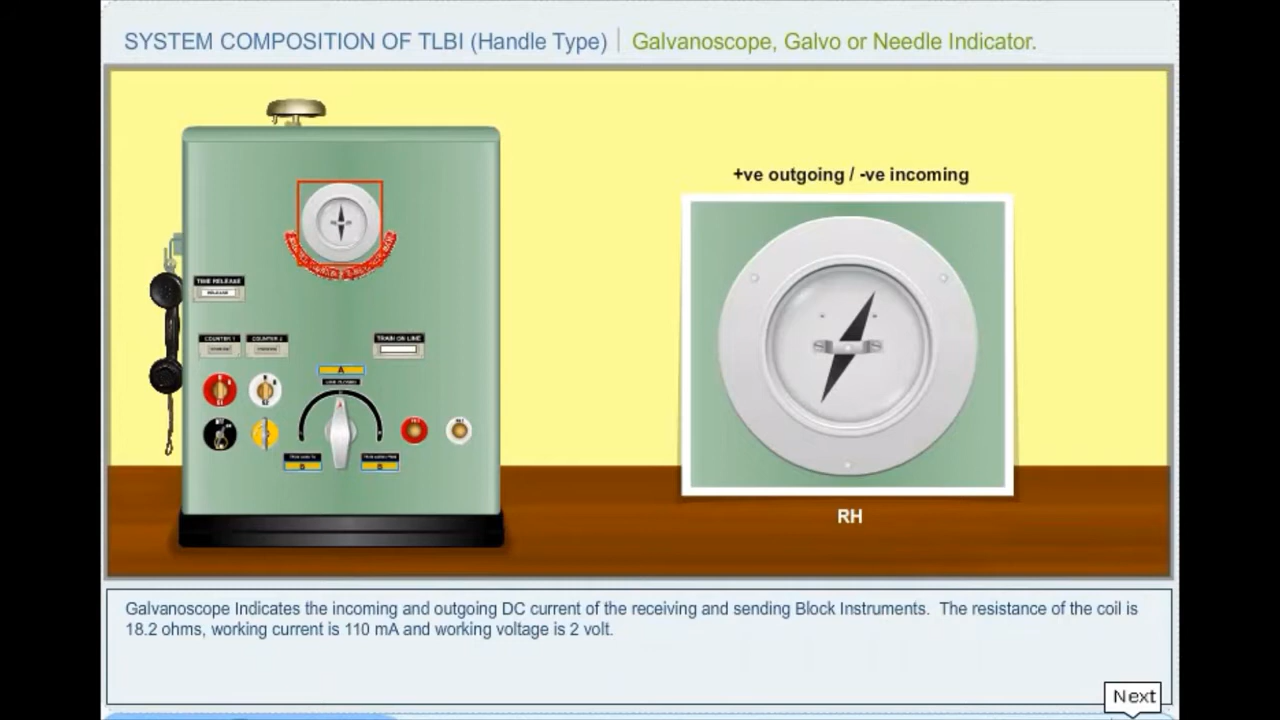 SYSTEM COMPOSITION OF TLBI (Handle Type) | Galvanoscope, Galvo or Needle Indicator.
+ve outgoing / -ve incoming
TIME RELEASE
RELEASE
COUNTER 1 COUNTER 2
TRAIN ON LINE
A
LINE CLOSED
RH
Galvanoscope Indicates the incoming and outgoing DC current of the receiving and sending Block Instruments. The resistance of the coil is
18.2 ohms, working current is 110 mA and working voltage is 2 volt.
Next